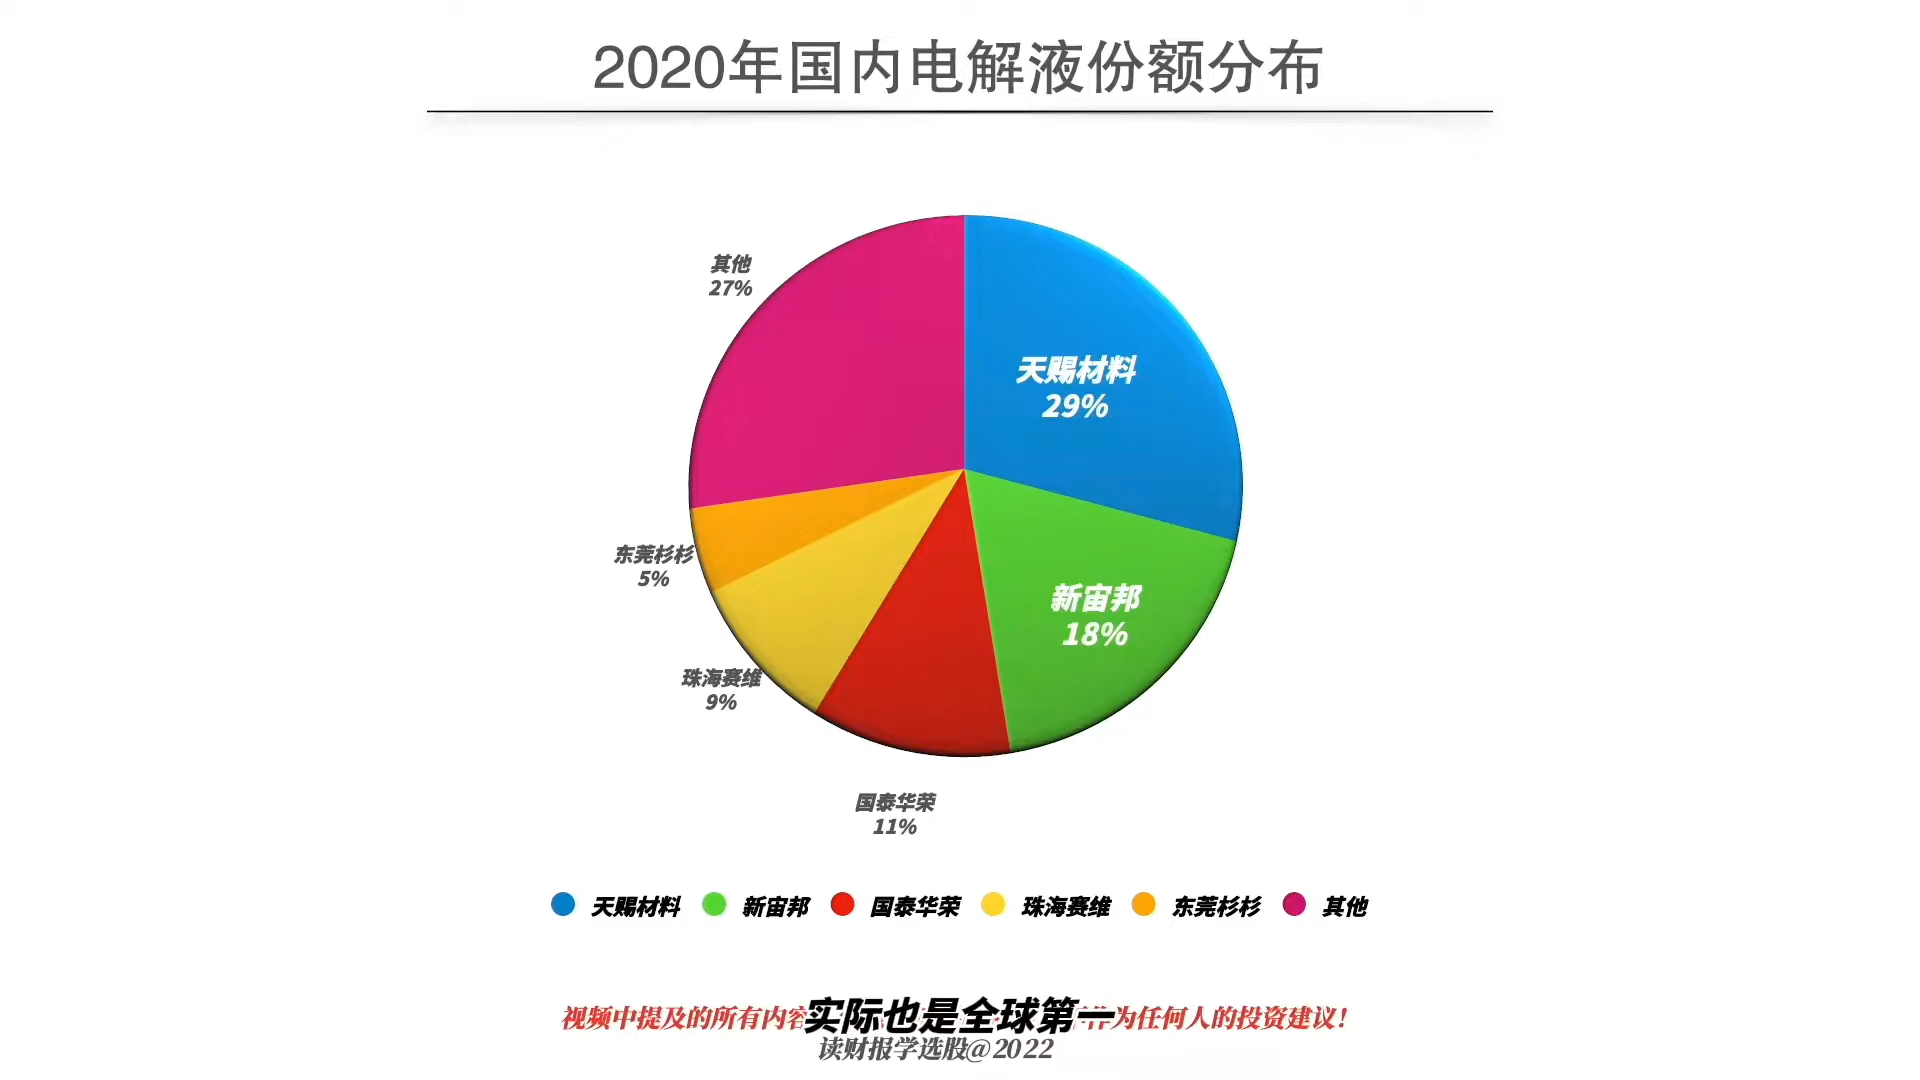 2020年国内电解液份额分布
其他
27%
天赐材料
29%
东莞杉杉
5%
新宙邦
18%
珠海赛维
9%
国泰华荣
11%
天赐材料 新宙邦 国泰华荣 珠海赛维 东莞杉杉 其他
视频中提及的所有内容 作为任何人的投资建议！
实际也是全球第一
读财报学选股@2022